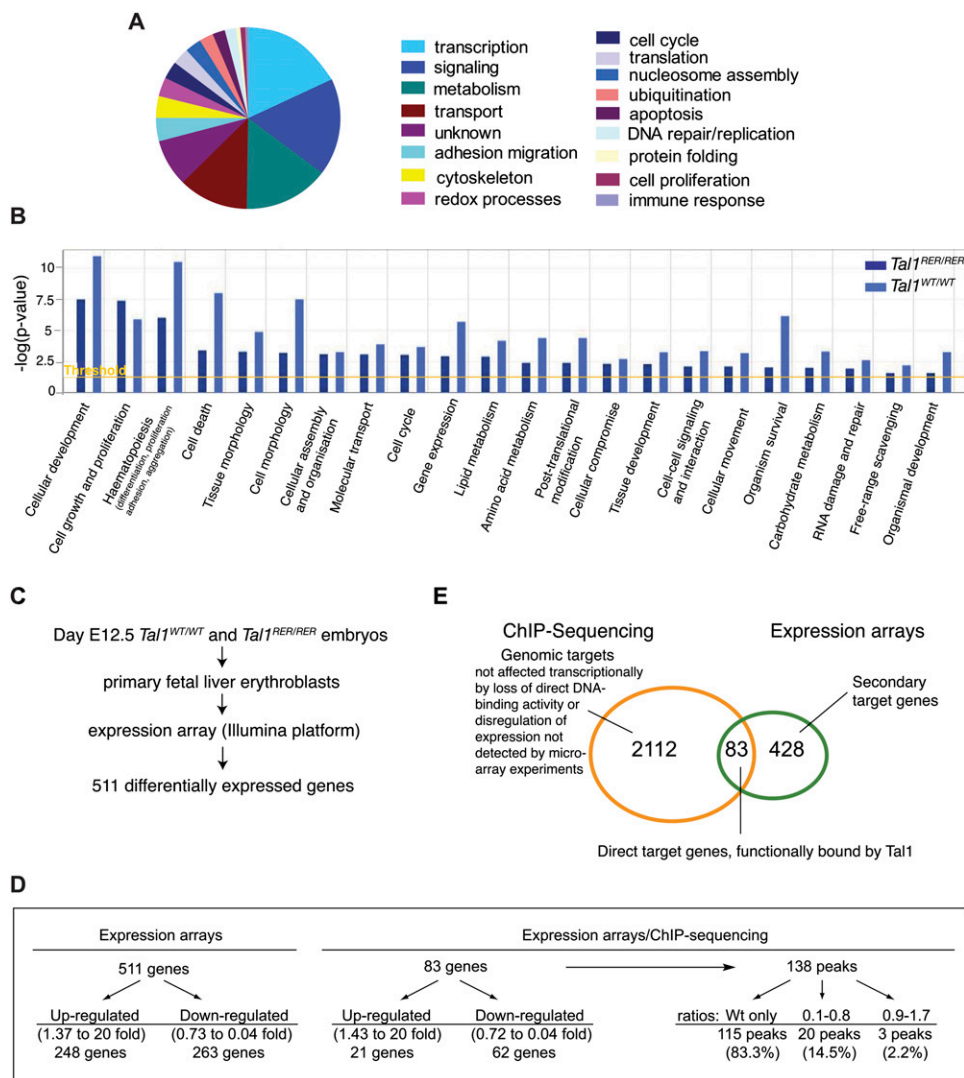 A
transcription
signaling
metabolism
transport
unknown
adhesion migration
cytoskeleton
redox processes
cell cycle
translation
nucleosome assembly
ubiquitination
apoptosis
DNA repair/replication
protein folding
cell proliferation
immune response
B
-log(p-value)
10
7.5
5
2.5
0
Threshold
Tal1RER/RER
Tal1WT/WT
Cellular development
Cell growth and proliferation
Haematopoiesis
(differentiation, proliferation
adhesion, aggregation)
Cell death
Tissue morphology
Cell morphology
Cellular assembly
and organisation
Molecular transport
Cell cycle
Gene expression
Lipid metabolism
Amino acid metabolism
Post-translational
modification
Cellular compromise
Tissue development
Cell-cell signaling
and interaction
Cellular movement
Organism survival
Carbohydrate metabolism
RNA damage and repair
Free-range scavenging
Organismal development
C
Day E12.5 Tal1WT/WT and Tal1RER/RER embryos
primary fetal liver erythroblasts
expression array (Illumina platform)
511 differentially expressed genes
E
ChIP-Sequencing
Expression arrays
Genomic targets
not affected transcriptionally
by loss of direct DNA-
binding activity or
disregulation of
expression not
detected by micro-
array experiments
Secondary
target genes
2112
83
428
Direct target genes, functionally bound by Tal1
D
Expression arrays
511 genes
Up-regulated
(1.37 to 20 fold)
248 genes
Down-regulated
(0.73 to 0.04 fold)
263 genes
Expression arrays/ChIP-sequencing
83 genes
138 peaks
Up-regulated
(1.43 to 20 fold)
21 genes
Down-regulated
(0.72 to 0.04 fold)
62 genes
ratios: Wt only 0.1-0.8 0.9-1.7
115 peaks 20 peaks 3 peaks
(83.3%) (14.5%) (2.2%)